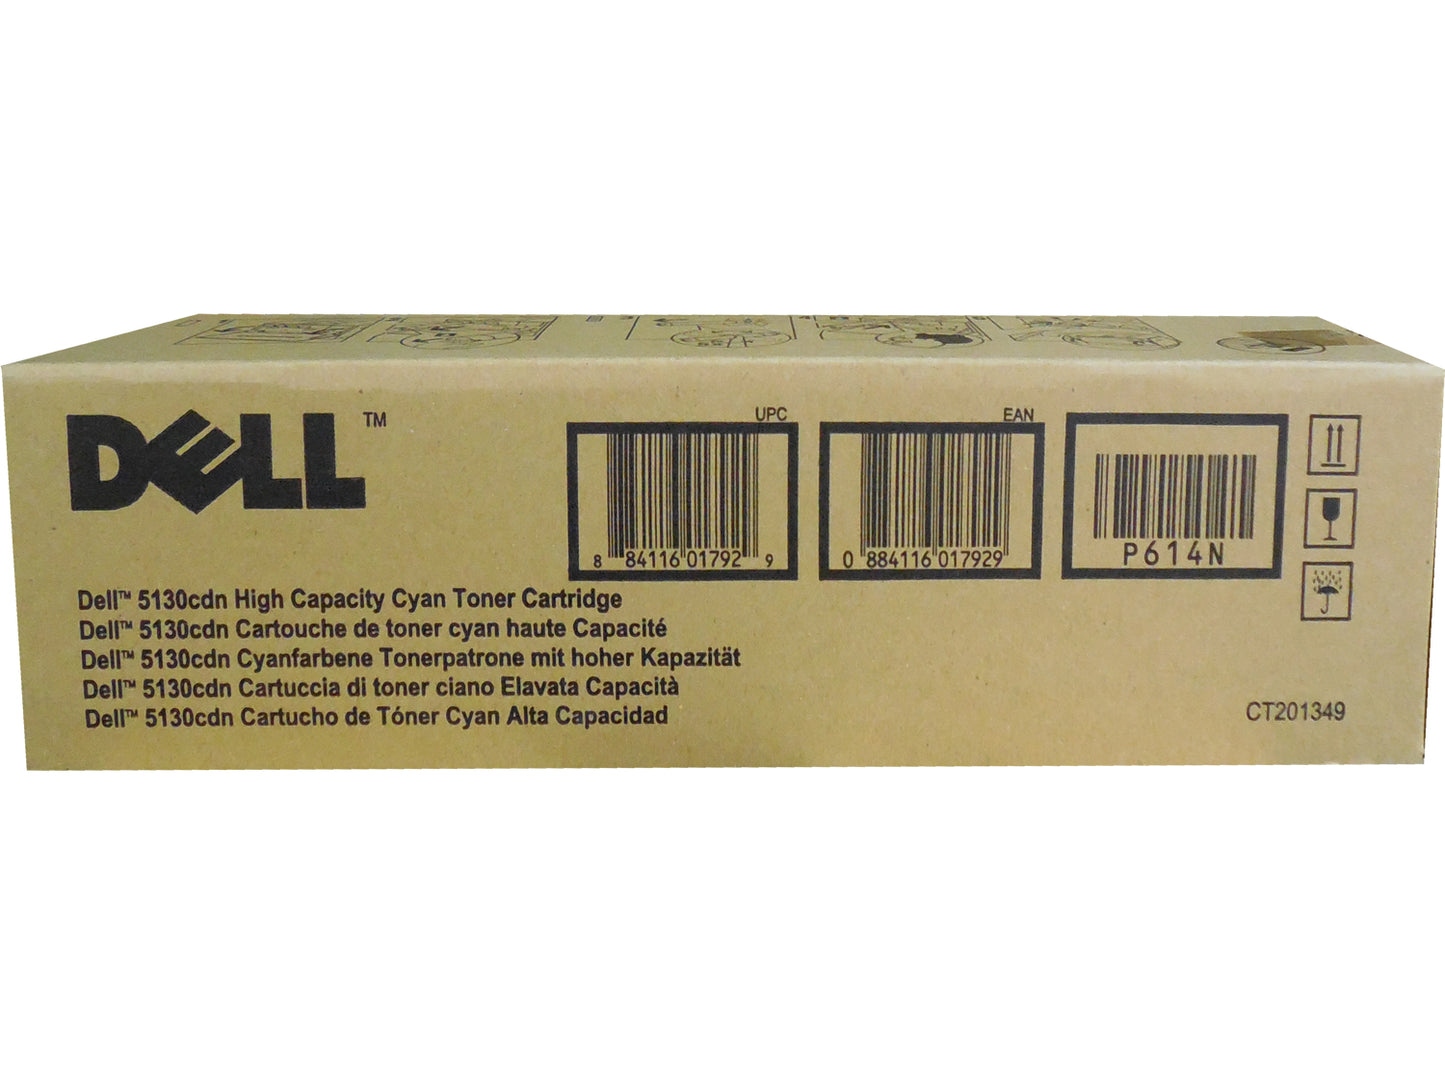 DELL™
UPC
8 84116 01792 9
EAN
0 884116 017929
P614N
Dell™ 5130cdn High Capacity Cyan Toner Cartridge
Dell™ 5130cdn Cartouche de toner cyan haute Capacité
Dell™ 5130cdn Cyanfarbene Tonerpatrone mit hoher Kapazität
Dell™ 5130cdn Cartuccia di toner ciano Elavata Capacità
Dell™ 5130cdn Cartucho de Tóner Cyan Alta Capacidad
CT201349